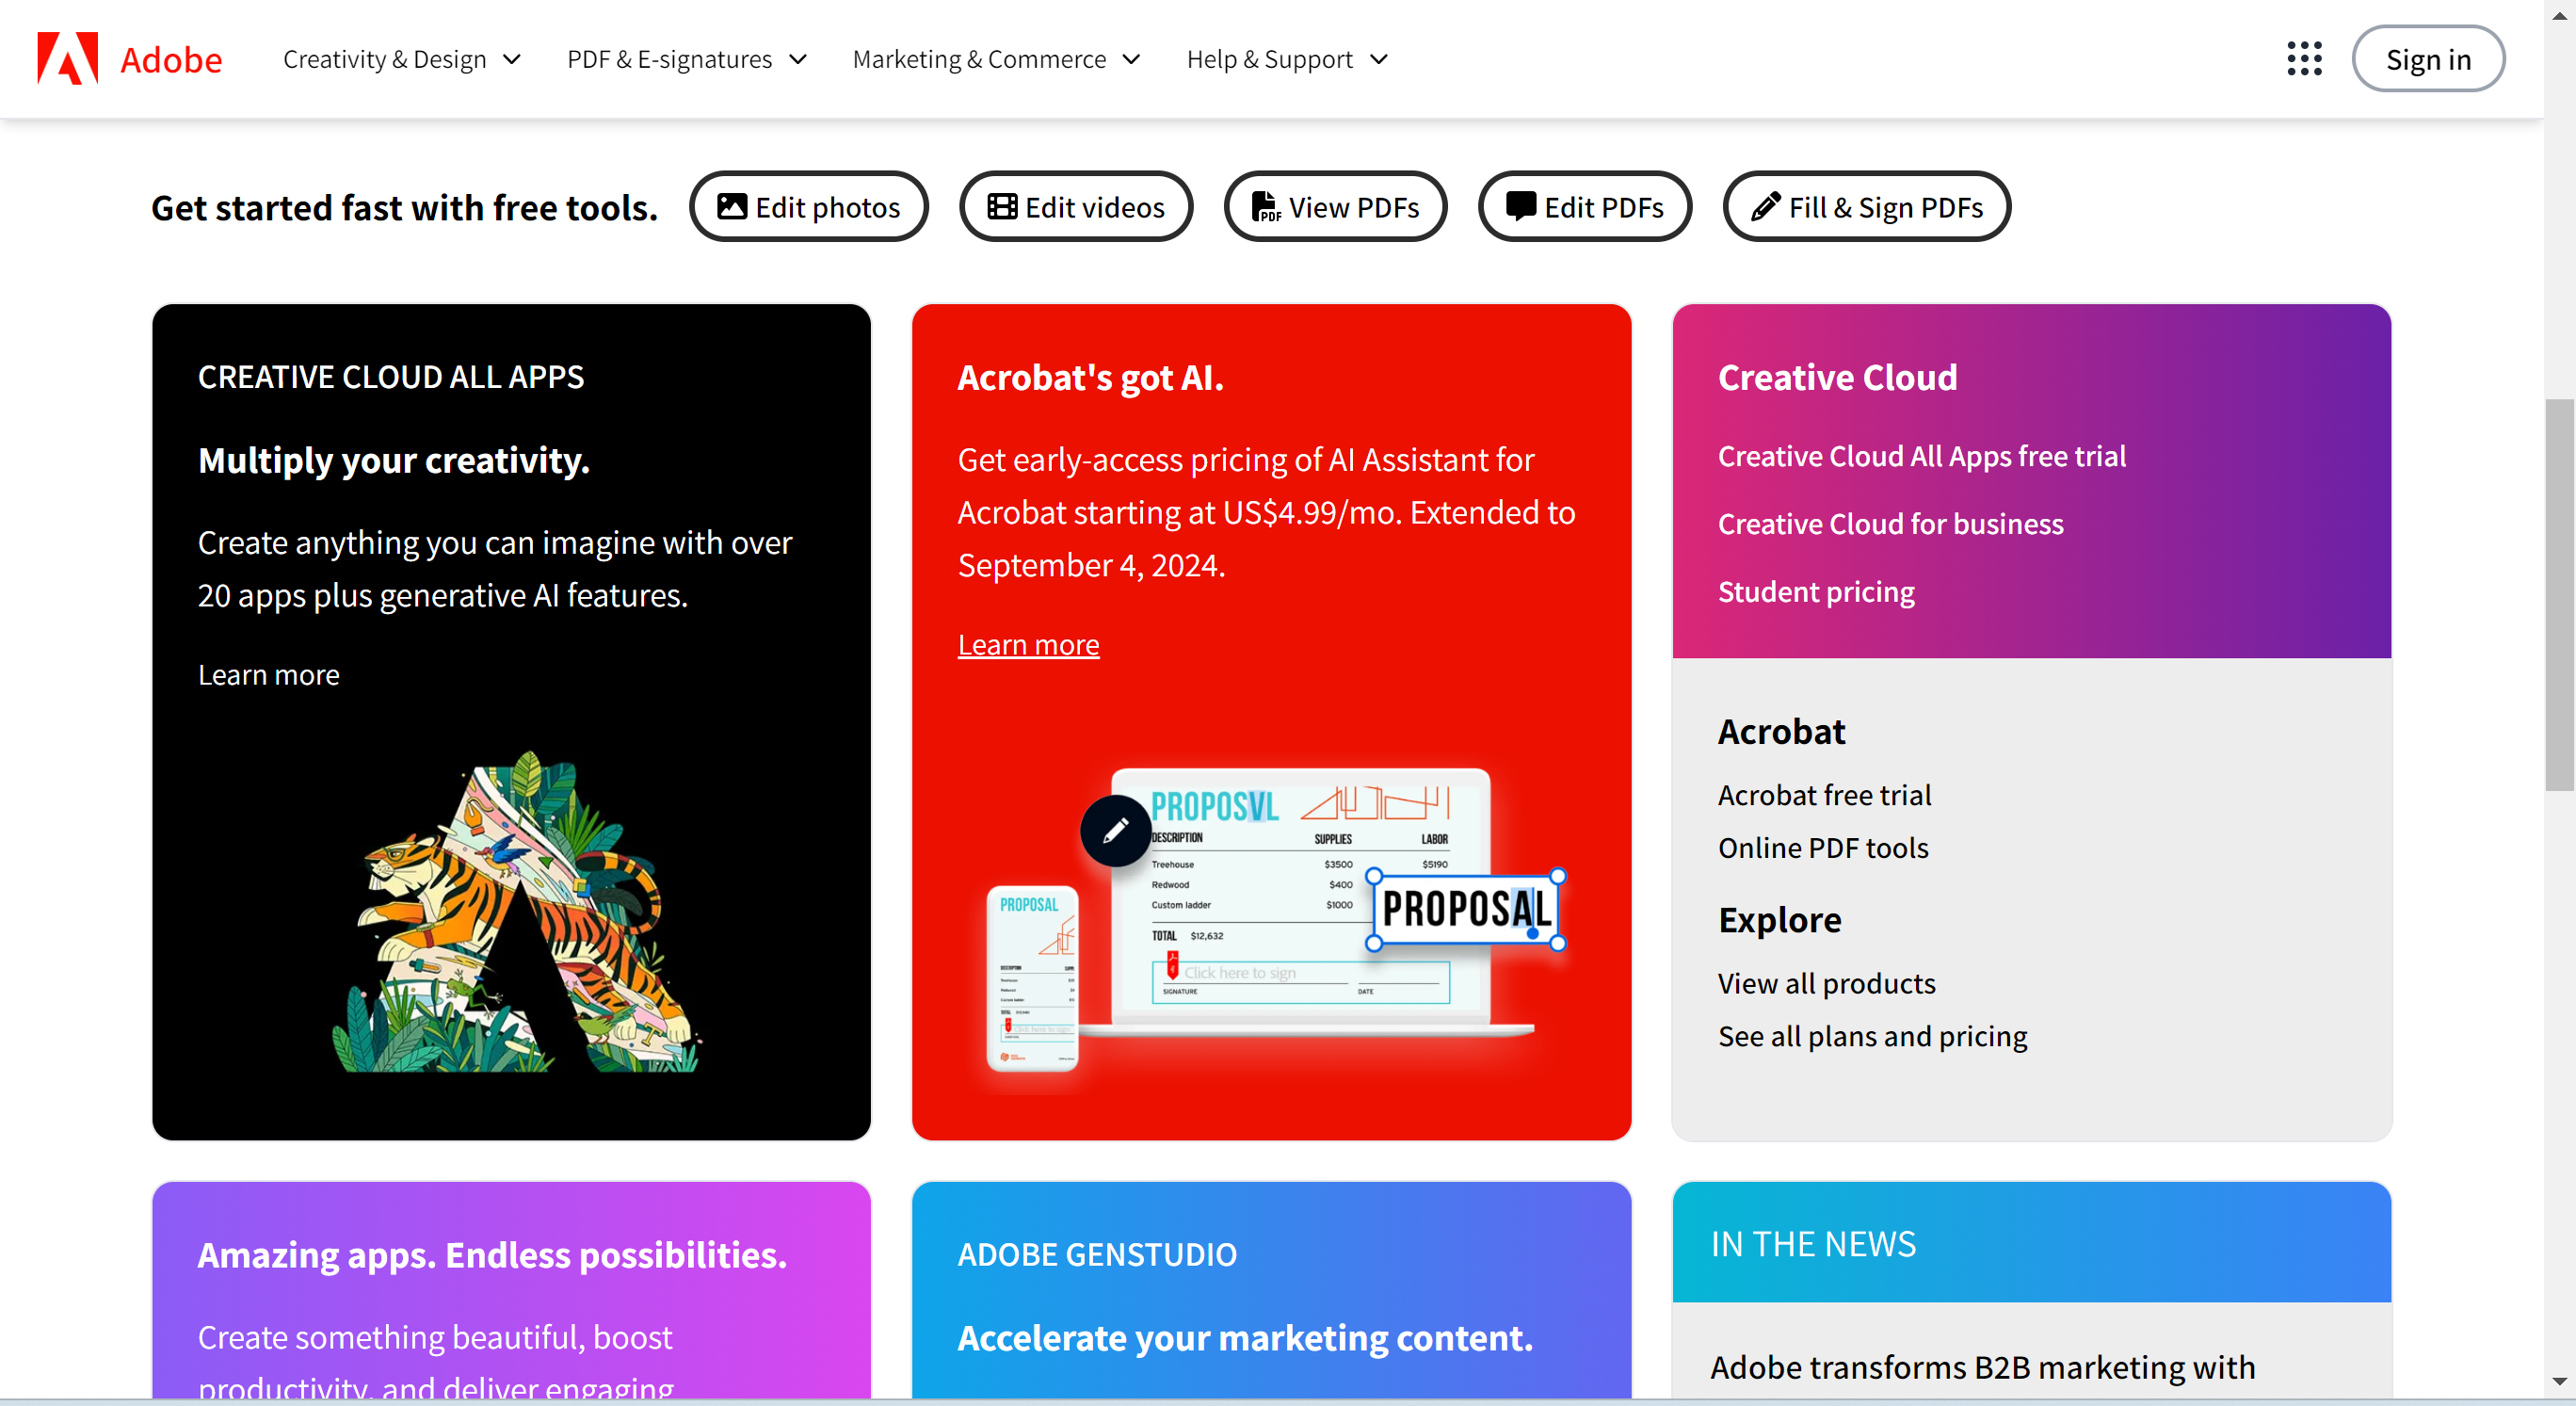 Adobe
Creativity & Design
PDF & E-signatures
Marketing & Commerce
Help & Support
Sign in
Get started fast with free tools.
Edit photos
Edit videos
PDF
View PDFs
Edit PDFs
Fill & Sign PDFs
CREATIVE CLOUD ALL APPS
Multiply your creativity.
Create anything you can imagine with over
20 apps plus generative AI features.
Learn more
Acrobat's got AI.
Get early-access pricing of AI Assistant for
Acrobat starting at US$4.99/mo. Extended to
September 4, 2024.
Learn more
PROPOSVL
DESCRIPTION SUPPLIES LABOR
Treehouse $3500 $5190
Redwood $400
Custom ladder $1000
TOTAL $12,632
Click here to sign
SIGNATURE DATE
PROPOSAL
PROPOSAL
Creative Cloud
Creative Cloud All Apps free trial
Creative Cloud for business
Student pricing
Acrobat
Acrobat free trial
Online PDF tools
Explore
View all products
See all plans and pricing
Amazing apps. Endless possibilities.
Create something beautiful, boost
productivity, and deliver engaging
ADOBE GENSTUDIO
Accelerate your marketing content.
IN THE NEWS
Adobe transforms B2B marketing with